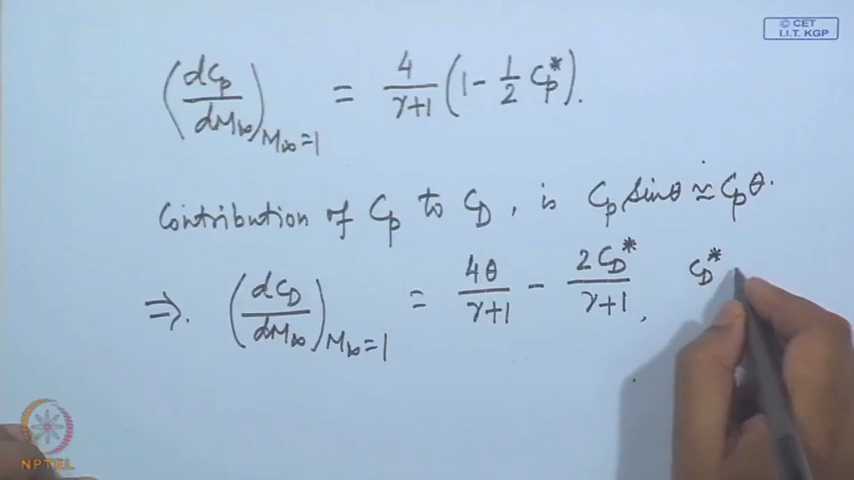 © CET
I.I.T. KGP
(dCp/dM∞)M∞=1 = 4/γ+1 (1 - 1/2 Cp*).
Contribution of Cp to CD, is Cp sinθ ≈ Cpθ.
⇒. (dCD/dM∞)M∞=1 = 4θ/γ+1 - 2CD*/γ+1, CD*
NPTEL